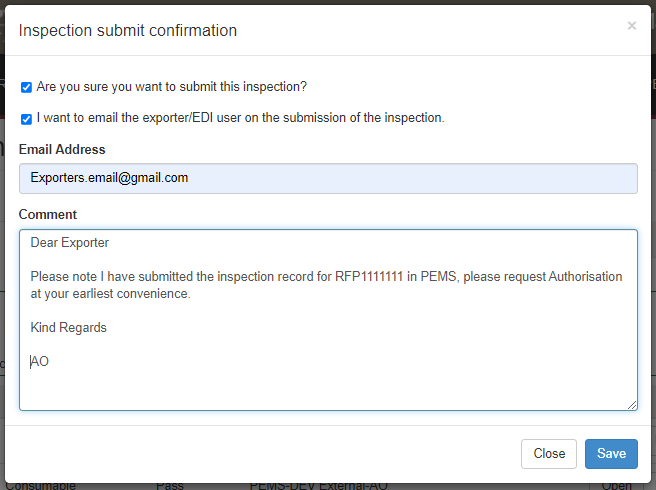 Inspection submit confirmation
×
Are you sure you want to submit this inspection?
I want to email the exporter/EDI user on the submission of the inspection.
Email Address
Exporters.email@gmail.com
Comment
Dear Exporter
Please note I have submitted the inspection record for RFP1111111 in PEMS, please request Authorisation
at your earliest convenience.
Kind Regards
AO
Close
Save
Consumable
Pass
PEMS-DEV External-AO
Open